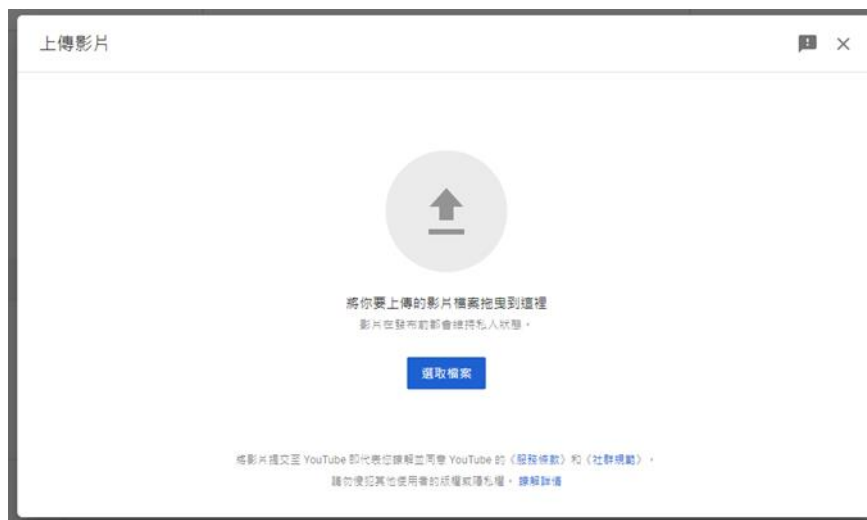 上傳影片
將你要上傳的影片檔案拖曳到這裡
影片在發布前都會維持私人狀態。
選取檔案
將影片提交至 YouTube 即代表您瞭解並同意 YouTube 的《服務條款》和《社群規範》。
請勿侵犯其他使用者的版權或隱私權。 瞭解詳情